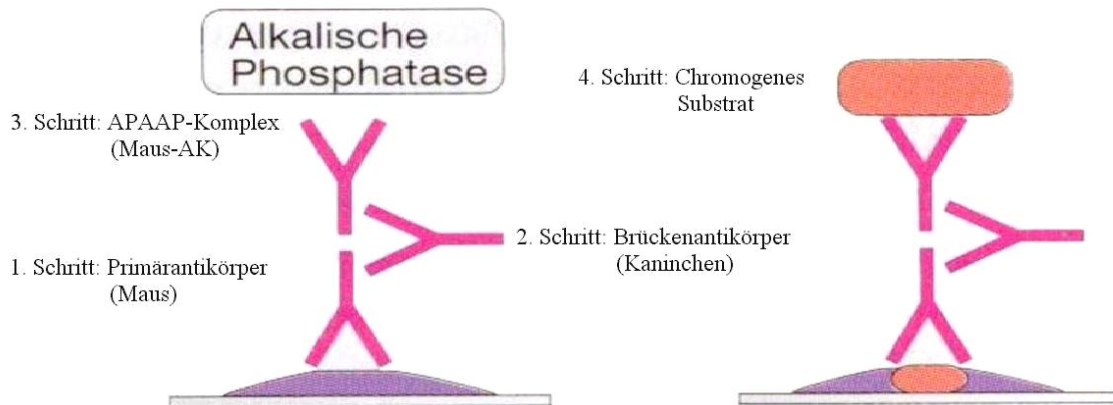 Alkalische
Phosphatase
3. Schritt: APAAP-Komplex
(Maus-AK)
1. Schritt: Primärantikörper
(Maus)
4. Schritt: Chromogenes
Substrat
2. Schritt: Brückenantikörper
(Kaninchen)